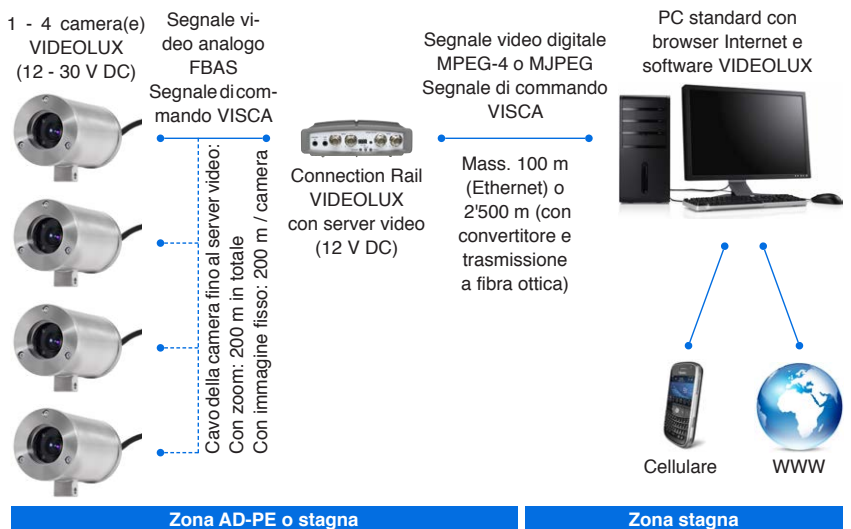 1 - 4 camera(e)
VIDEOLUX
(12 - 30 V DC)
Segnale vi-
deo analogo
FBAS
Segnale di com-
mando VISCA
Cavo della camera fino al server video:
Con zoom: 200 m in totale
Con immagine fisso: 200 m / camera
Connection Rail
VIDEOLUX
con server video
(12 V DC)
Segnale video digitale
MPEG-4 o MJPEG
Segnale di commando
VISCA
Mass. 100 m
(Ethernet) o
2'500 m (con
convertitore e
trasmissione
a fibra ottica)
PC standard con
browser Internet e
software VIDEOLUX
Cellulare
WWW
Zona AD-PE o stagna
Zona stagna